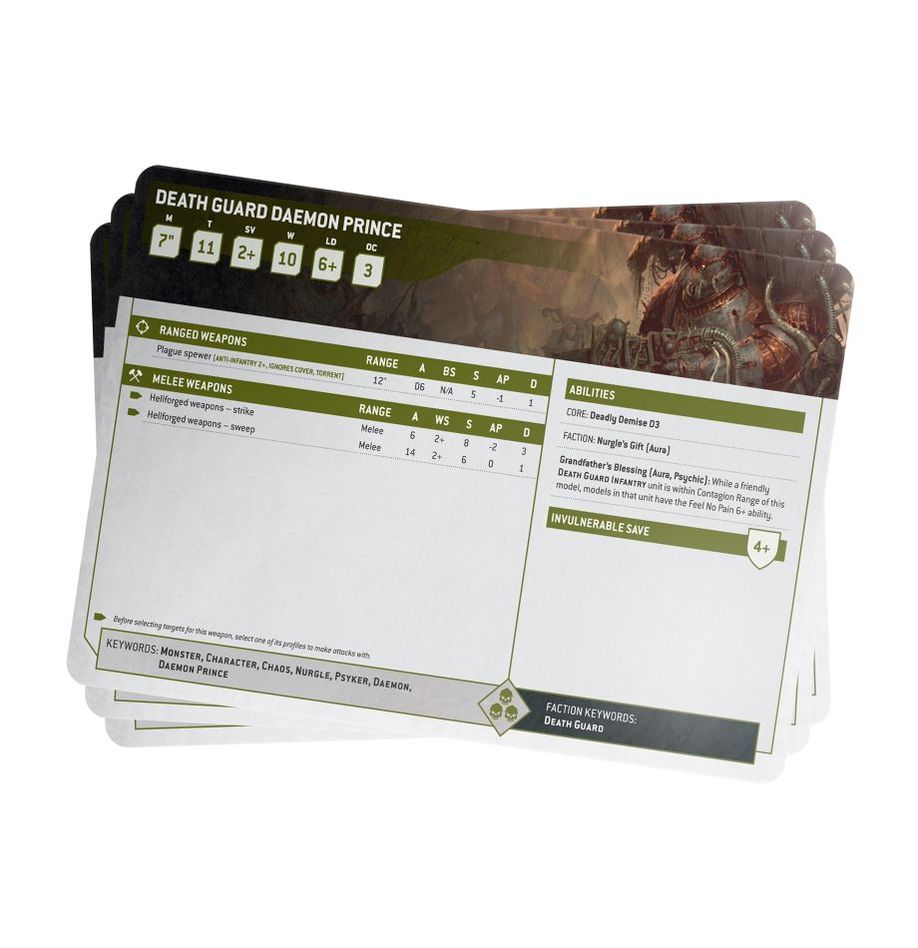 DEATH GUARD DAEMON PRINCE
M T SV W LD OC
7" 11 2+ 10 6+ 3
RANGED WEAPONS RANGE A BS S AP D
Plague spewer [ANTI-INFANTRY 2+, IGNORES COVER, TORRENT] 12" D6 N/A 5 -1 1
MELEE WEAPONS RANGE A WS S AP D
Hellforged weapons – strike Melee 6 2+ 8 -2 3
Hellforged weapons – sweep Melee 14 2+ 6 0 1
Before selecting targets for this weapon, select one of its profiles to make attacks with.
KEYWORDS: MONSTER, CHARACTER, CHAOS, NURGLE, PSYKER, DAEMON,
DAEMON PRINCE
ABILITIES
CORE: Deadly Demise D3
FACTION: Nurgle's Gift (Aura)
Grandfather's Blessing (Aura, Psychic): While a friendly
DEATH GUARD INFANTRY unit is within Contagion Range of this
model, models in that unit have the Feel No Pain 6+ ability.
INVULNERABLE SAVE 4+
FACTION KEYWORDS:
DEATH GUARD